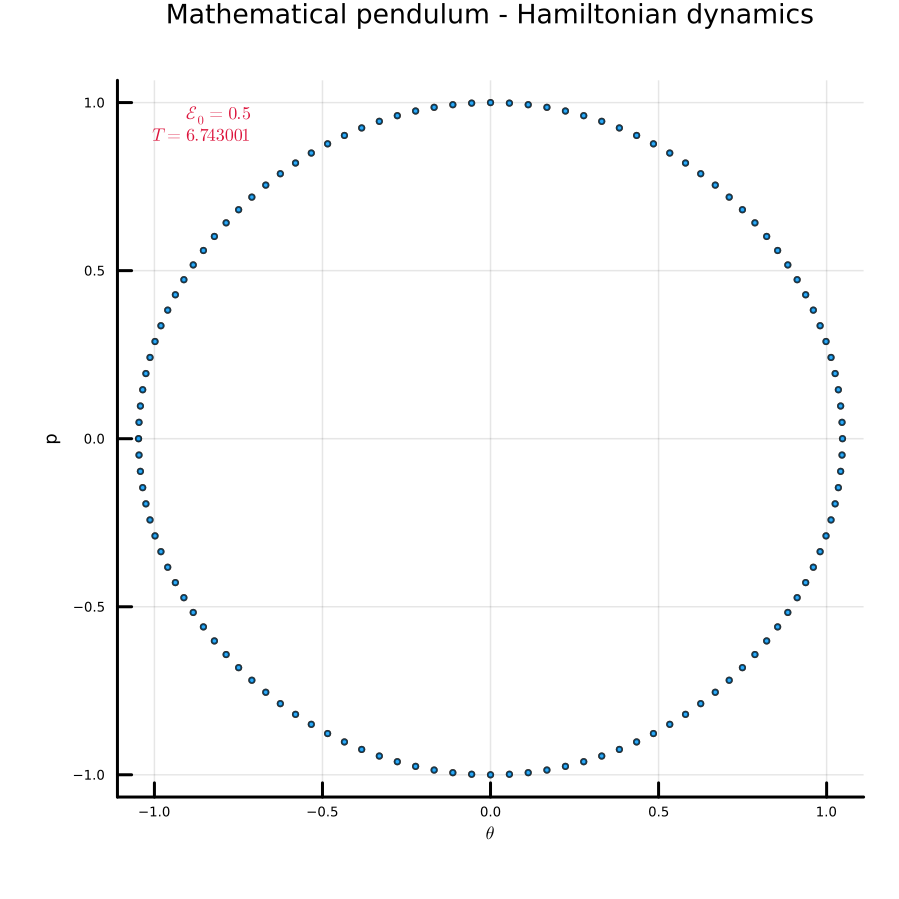 Mathematical pendulum - Hamiltonian dynamics
ℰ₀ = 0.5
T = 6.743001
1.0
0.5
0.0
−0.5
−1.0
p
−1.0 −0.5 0.0 0.5 1.0
θ